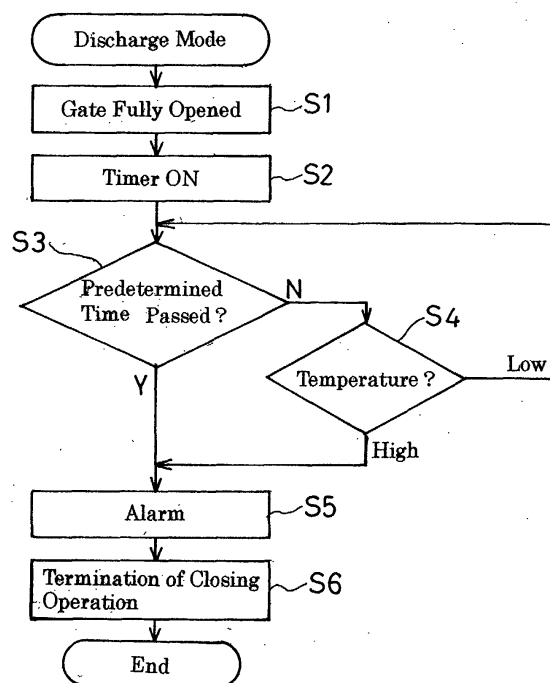 Discharge Mode
Gate Fully Opened
S1
Timer ON
S2
S3
Predetermined
Time Passed ?
N
S4
Y
Temperature ?
Low
High
Alarm
S5
Termination of Closing
Operation
S6
End